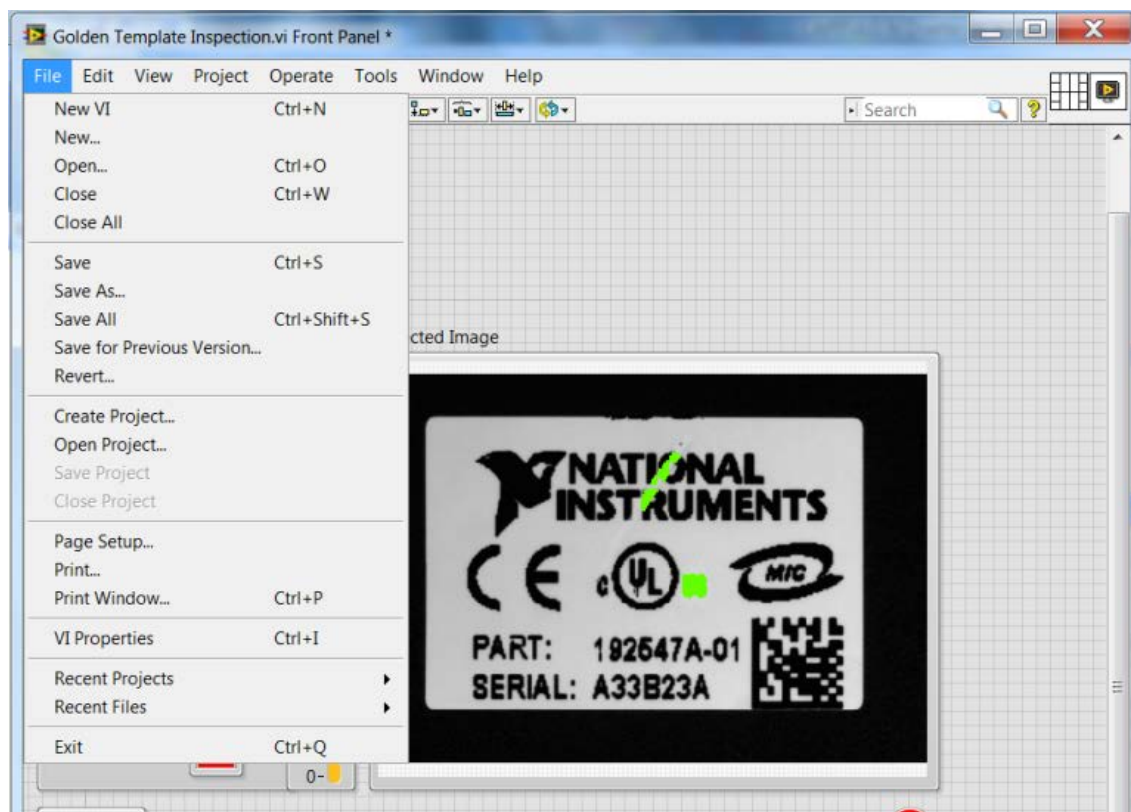 Golden Template Inspection.vi Front Panel *
File Edit View Project Operate Tools Window Help
Search
New VI Ctrl+N
New...
Open... Ctrl+O
Close Ctrl+W
Close All
Save Ctrl+S
Save As...
Save All Ctrl+Shift+S
Save for Previous Version...
Revert...
Create Project...
Open Project...
Save Project
Close Project
Page Setup...
Print...
Print Window... Ctrl+P
VI Properties Ctrl+I
Recent Projects
Recent Files
Exit Ctrl+Q
cted Image
NATIONAL
INSTRUMENTS
CE c UL MIC
PART: 192547A-01
SERIAL: A33B23A
0-